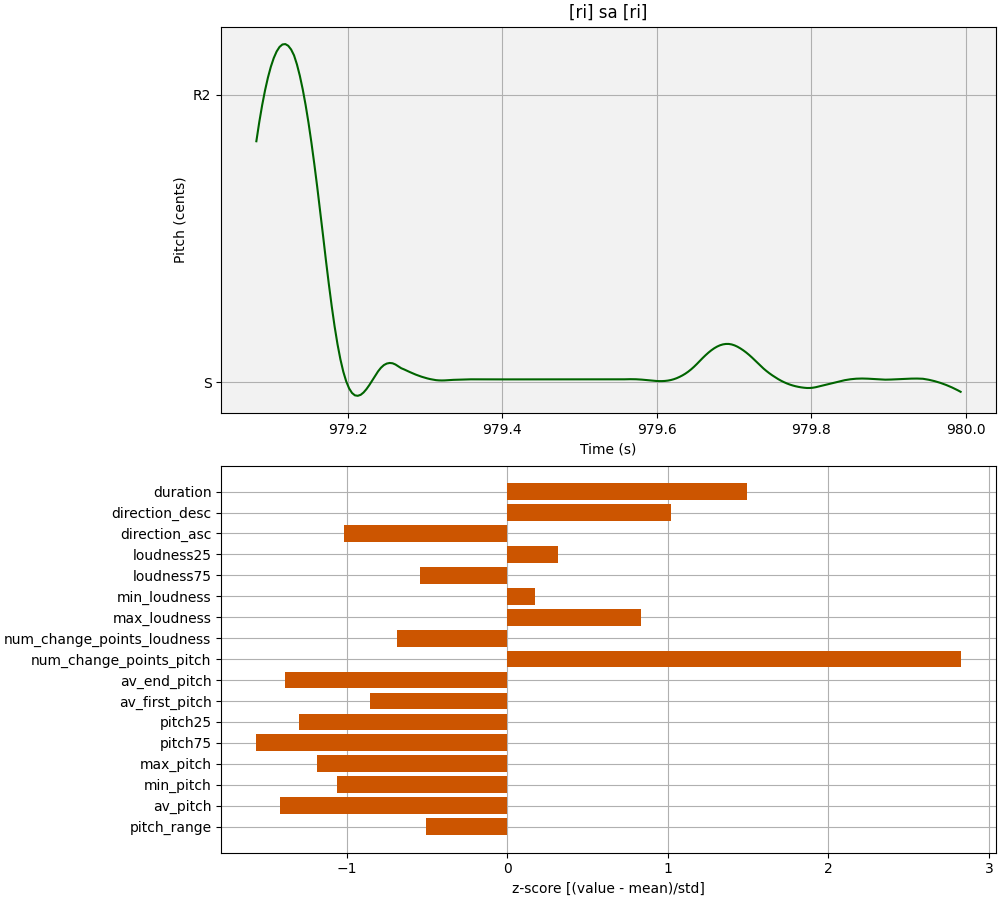 [ri] sa [ri]
R2
S
Pitch (cents)
979.2 979.4 979.6 979.8 980.0
Time (s)
duration
direction_desc
direction_asc
loudness25
loudness75
min_loudness
max_loudness
num_change_points_loudness
num_change_points_pitch
av_end_pitch
av_first_pitch
pitch25
pitch75
max_pitch
min_pitch
av_pitch
pitch_range
−1 0 1 2 3
z-score [(value - mean)/std]